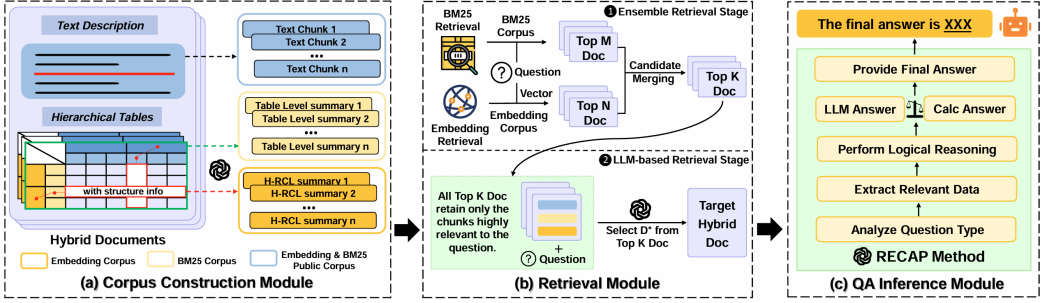 Text Description
Hierarchical Tables
with structure info
Hybrid Documents
Text Chunk 1
Text Chunk 2
•••
Text Chunk n
Table Level summary 1
Table Level summary 2
•••
Table Level summary n
H-RCL summary 1
H-RCL summary 2
•••
H-RCL summary n
Embedding Corpus
BM25 Corpus
Embedding & BM25
Public Corpus
(a) Corpus Construction Module
❶ Ensemble Retrieval Stage
BM25
Retrieval
BM25
Corpus
? Question
Vector
Embedding
Retrieval
Embedding
Corpus
Top M
Doc
Top N
Doc
Candidate
Merging
Top K
Doc
❷ LLM-based Retrieval Stage
All Top K Doc
retain only the
chunks highly
relevant to the
question.
+
? Question
Select D* from
Top K Doc
Target
Hybrid
Doc
(b) Retrieval Module
The final answer is XXX
Provide Final Answer
LLM Answer
Calc Answer
Perform Logical Reasoning
Extract Relevant Data
Analyze Question Type
RECAP Method
(c) QA Inference Module